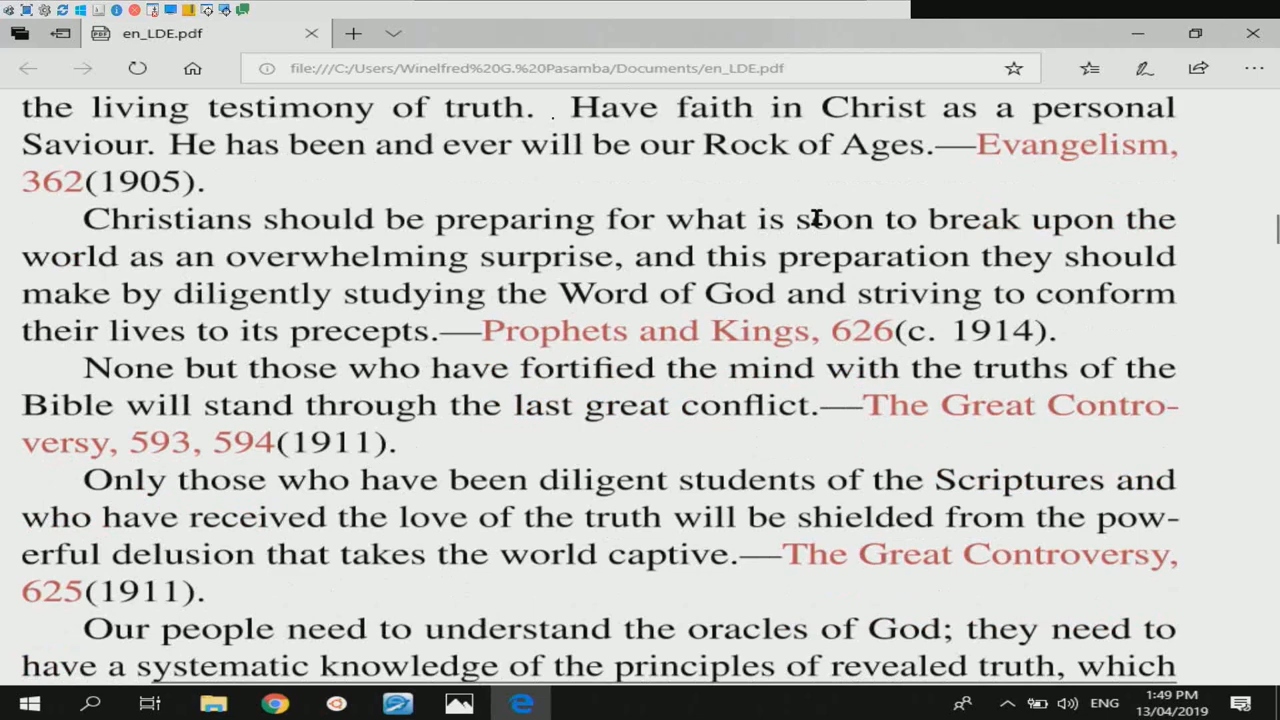 en_LDE.pdf
file:///C:/Users/Winelfred%20G.%20Pasamba/Documents/en_LDE.pdf
the living testimony of truth. . Have faith in Christ as a personal
Saviour. He has been and ever will be our Rock of Ages.—Evangelism,
362(1905).
Christians should be preparing for what is soon to break upon the
world as an overwhelming surprise, and this preparation they should
make by diligently studying the Word of God and striving to conform
their lives to its precepts.—Prophets and Kings, 626(c. 1914).
None but those who have fortified the mind with the truths of the
Bible will stand through the last great conflict.—The Great Contro-
versy, 593, 594(1911).
Only those who have been diligent students of the Scriptures and
who have received the love of the truth will be shielded from the pow-
erful delusion that takes the world captive.—The Great Controversy,
625(1911).
Our people need to understand the oracles of God; they need to
have a systematic knowledge of the principles of revealed truth, which
ENG
1:49 PM
13/04/2019